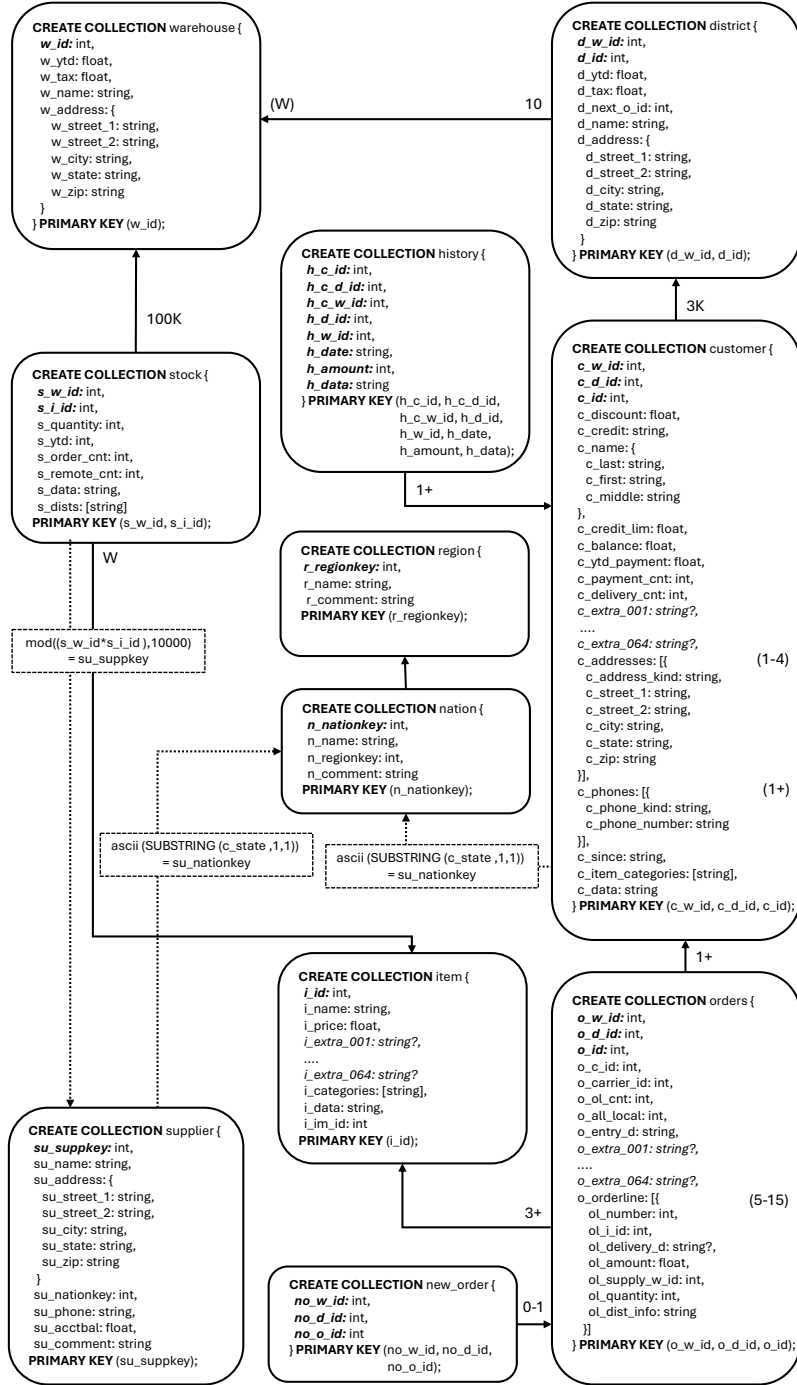 CREATE COLLECTION warehouse {
w_id: int,
w_ytd: float,
w_tax: float,
w_name: string,
w_address: {
w_street_1: string,
w_street_2: string,
w_city: string,
w_state: string,
w_zip: string
}
} PRIMARY KEY (w_id);
(W)
10
CREATE COLLECTION district {
d_w_id: int,
d_id: int,
d_ytd: float,
d_tax: float,
d_next_o_id: int,
d_name: string,
d_address: {
d_street_1: string,
d_street_2: string,
d_city: string,
d_state: string,
d_zip: string
}
} PRIMARY KEY (d_w_id, d_id);
100K
3K
CREATE COLLECTION history {
h_c_id: int,
h_c_d_id: int,
h_c_w_id: int,
h_d_id: int,
h_w_id: int,
h_date: string,
h_amount: int,
h_data: string
} PRIMARY KEY (h_c_id, h_c_d_id,
h_c_w_id, h_d_id,
h_w_id, h_date,
h_amount, h_data);
1+
CREATE COLLECTION stock {
s_w_id: int,
s_i_id: int,
s_quantity: int,
s_ytd: int,
s_order_cnt: int,
s_remote_cnt: int,
s_data: string,
s_dists: [string]
PRIMARY KEY (s_w_id, s_i_id);
W
CREATE COLLECTION customer {
c_w_id: int,
c_d_id: int,
c_id: int,
c_discount: float,
c_credit: string,
c_name: {
c_last: string,
c_first: string,
c_middle: string
},
c_credit_lim: float,
c_balance: float,
c_ytd_payment: float,
c_payment_cnt: int,
c_delivery_cnt: int,
c_extra_001: string?,
....
c_extra_064: string?,
c_addresses: [{ (1-4)
c_address_kind: string,
c_street_1: string,
c_street_2: string,
c_city: string,
c_state: string,
c_zip: string
}],
c_phones: [{ (1+)
c_phone_kind: string,
c_phone_number: string
}],
c_since: string,
c_item_categories: [string],
c_data: string
} PRIMARY KEY (c_w_id, c_d_id, c_id);
1+
CREATE COLLECTION region {
r_regionkey: int,
r_name: string,
r_comment: string
PRIMARY KEY (r_regionkey);
mod((s_w_id*s_i_id ),10000)
= su_suppkey
CREATE COLLECTION nation {
n_nationkey: int,
n_name: string,
n_regionkey: int,
n_comment: string
PRIMARY KEY (n_nationkey);
ascii (SUBSTRING (c_state ,1,1))
= su_nationkey
ascii (SUBSTRING (c_state ,1,1))
= su_nationkey
CREATE COLLECTION item {
i_id: int,
i_name: string,
i_price: float,
i_extra_001: string?,
....
i_extra_064: string?
i_categories: [string],
i_data: string,
i_im_id: int
PRIMARY KEY (i_id);
3+
CREATE COLLECTION orders {
o_w_id: int,
o_d_id: int,
o_id: int,
o_c_id: int,
o_carrier_id: int,
o_ol_cnt: int,
o_all_local: int,
o_entry_d: string,
o_extra_001: string?,
....
o_extra_064: string?,
o_orderline: [{ (5-15)
ol_number: int,
ol_i_id: int,
ol_delivery_d: string?,
ol_amount: float,
ol_supply_w_id: int,
ol_quantity: int,
ol_dist_info: string
}]
} PRIMARY KEY (o_w_id, o_d_id, o_id);
CREATE COLLECTION supplier {
su_suppkey: int,
su_name: string,
su_address: {
su_street_1: string,
su_street_2: string,
su_city: string,
su_state: string,
su_zip: string
}
su_nationkey: int,
su_phone: string,
su_acctbal: float,
su_comment: string
PRIMARY KEY (su_suppkey);
CREATE COLLECTION new_order {
no_w_id: int,
no_d_id: int,
no_o_id: int
} PRIMARY KEY (no_w_id, no_d_id,
no_o_id);
0-1